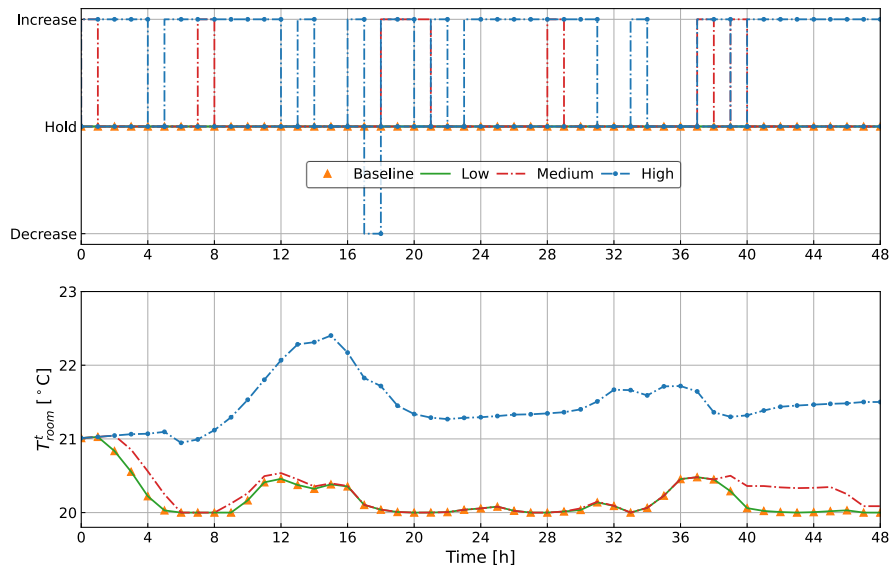 Increase
Hold
Decrease
Baseline Low Medium High
0 4 8 12 16 20 24 28 32 36 40 44 48
23
22
21
20
T^t_room [°C]
0 4 8 12 16 20 24 28 32 36 40 44 48
Time [h]